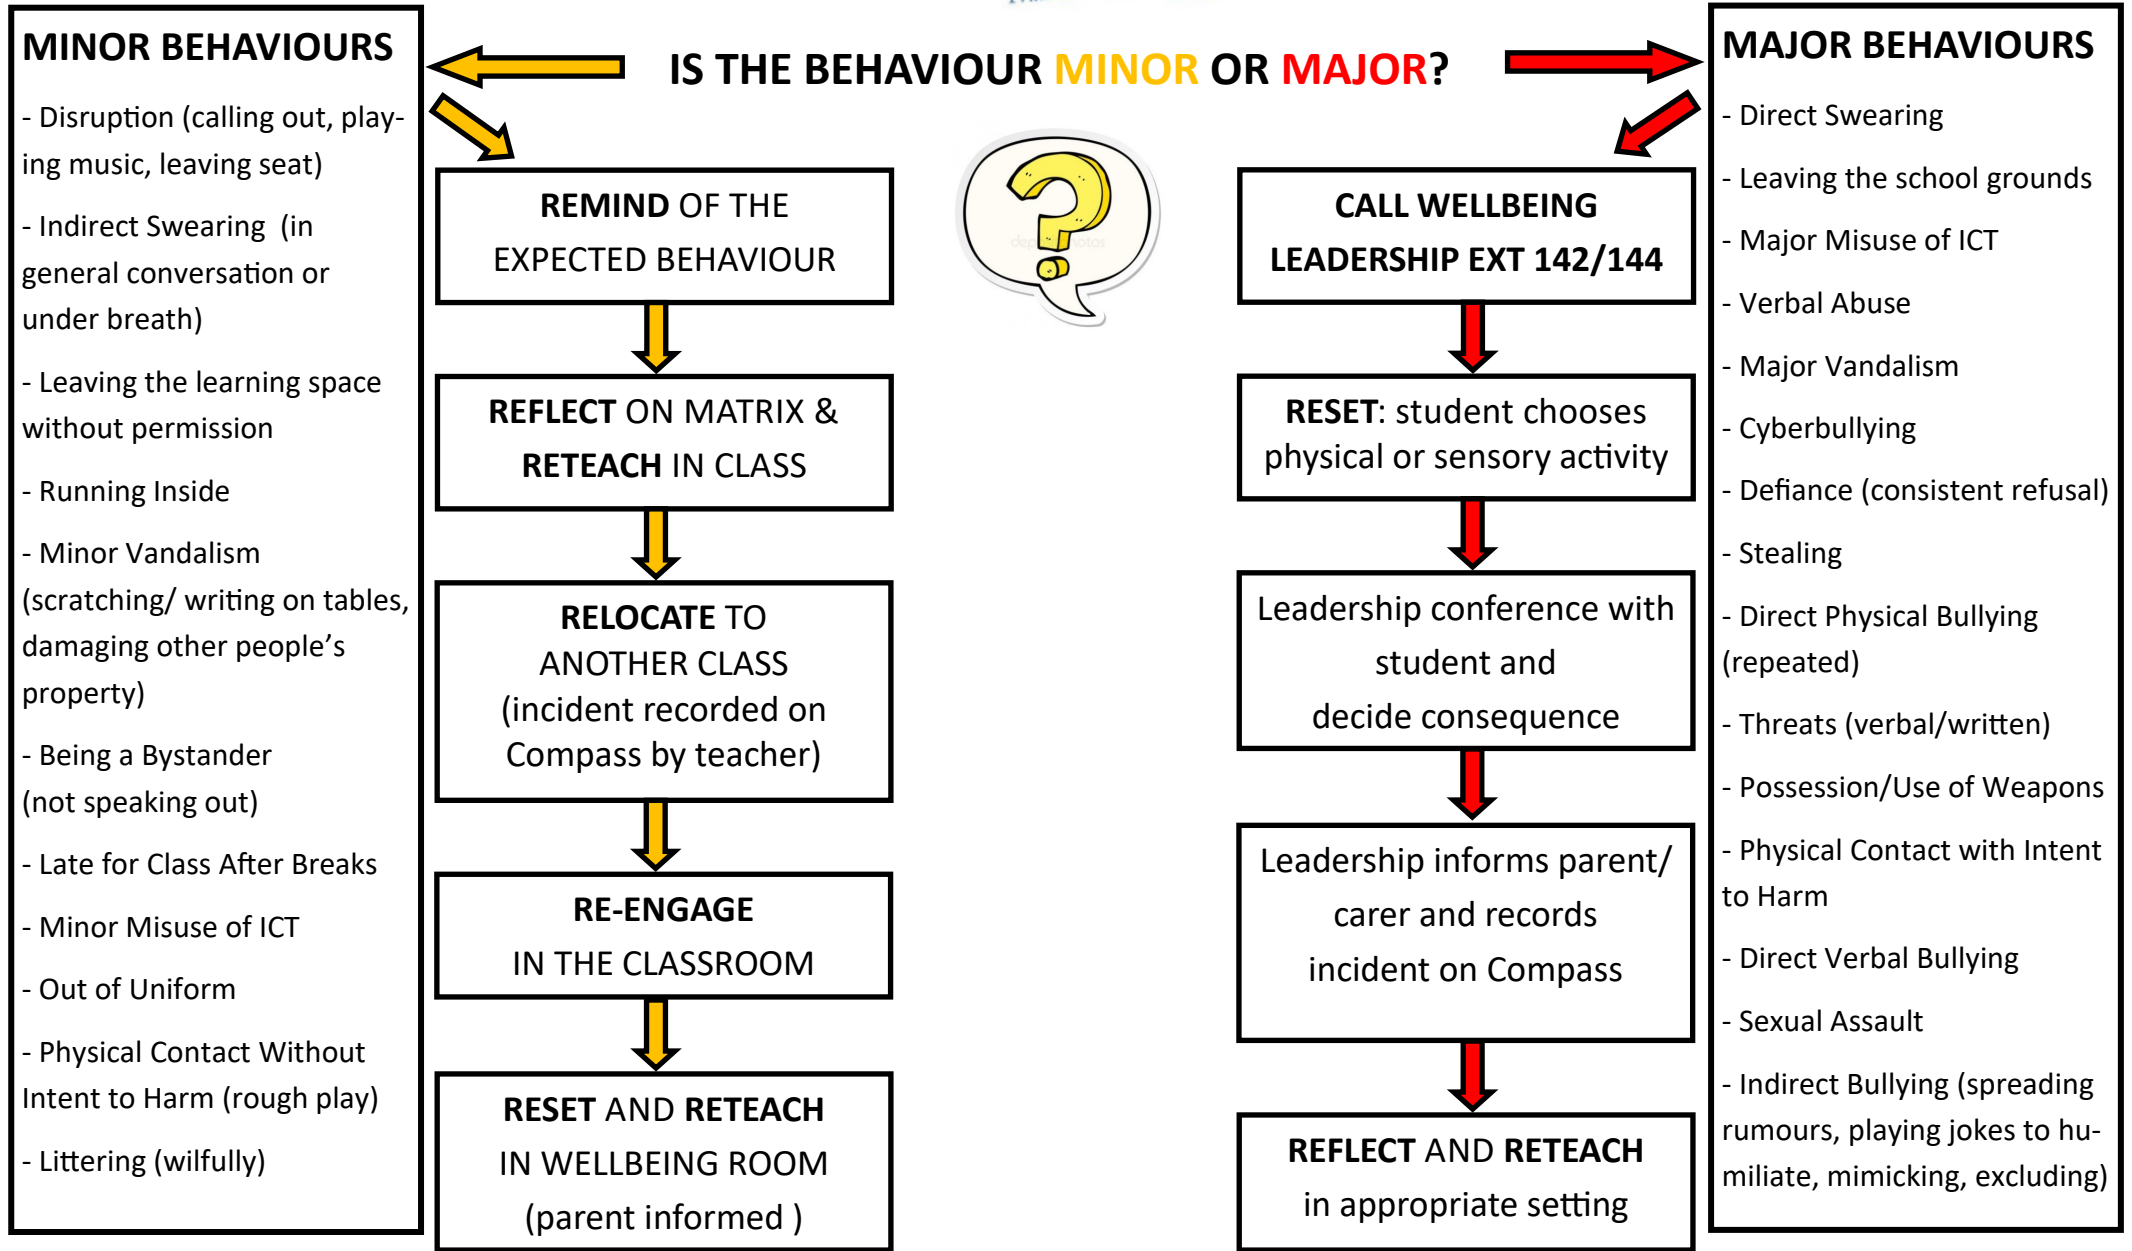 IS THE BEHAVIOUR MINOR OR MAJOR?
MINOR BEHAVIOURS
- Disruption (calling out, play-
ing music, leaving seat)
- Indirect Swearing (in
general conversation or
under breath)
- Leaving the learning space
without permission
- Running Inside
- Minor Vandalism
(scratching/ writing on tables,
damaging other people’s
property)
- Being a Bystander
(not speaking out)
- Late for Class After Breaks
- Minor Misuse of ICT
- Out of Uniform
- Physical Contact Without
Intent to Harm (rough play)
- Littering (wilfully)
REMIND OF THE
EXPECTED BEHAVIOUR
REFLECT ON MATRIX &
RETEACH IN CLASS
RELOCATE TO
ANOTHER CLASS
(incident recorded on
Compass by teacher)
RE-ENGAGE
IN THE CLASSROOM
RESET AND RETEACH
IN WELLBEING ROOM
(parent informed )
CALL WELLBEING
LEADERSHIP EXT 142/144
RESET: student chooses
physical or sensory activity
Leadership conference with
student and
decide consequence
Leadership informs parent/
carer and records
incident on Compass
REFLECT AND RETEACH
in appropriate setting
MAJOR BEHAVIOURS
- Direct Swearing
- Leaving the school grounds
- Major Misuse of ICT
- Verbal Abuse
- Major Vandalism
- Cyberbullying
- Defiance (consistent refusal)
- Stealing
- Direct Physical Bullying
(repeated)
- Threats (verbal/written)
- Possession/Use of Weapons
- Physical Contact with Intent
to Harm
- Direct Verbal Bullying
- Sexual Assault
- Indirect Bullying (spreading
rumours, playing jokes to hu-
miliate, mimicking, excluding)